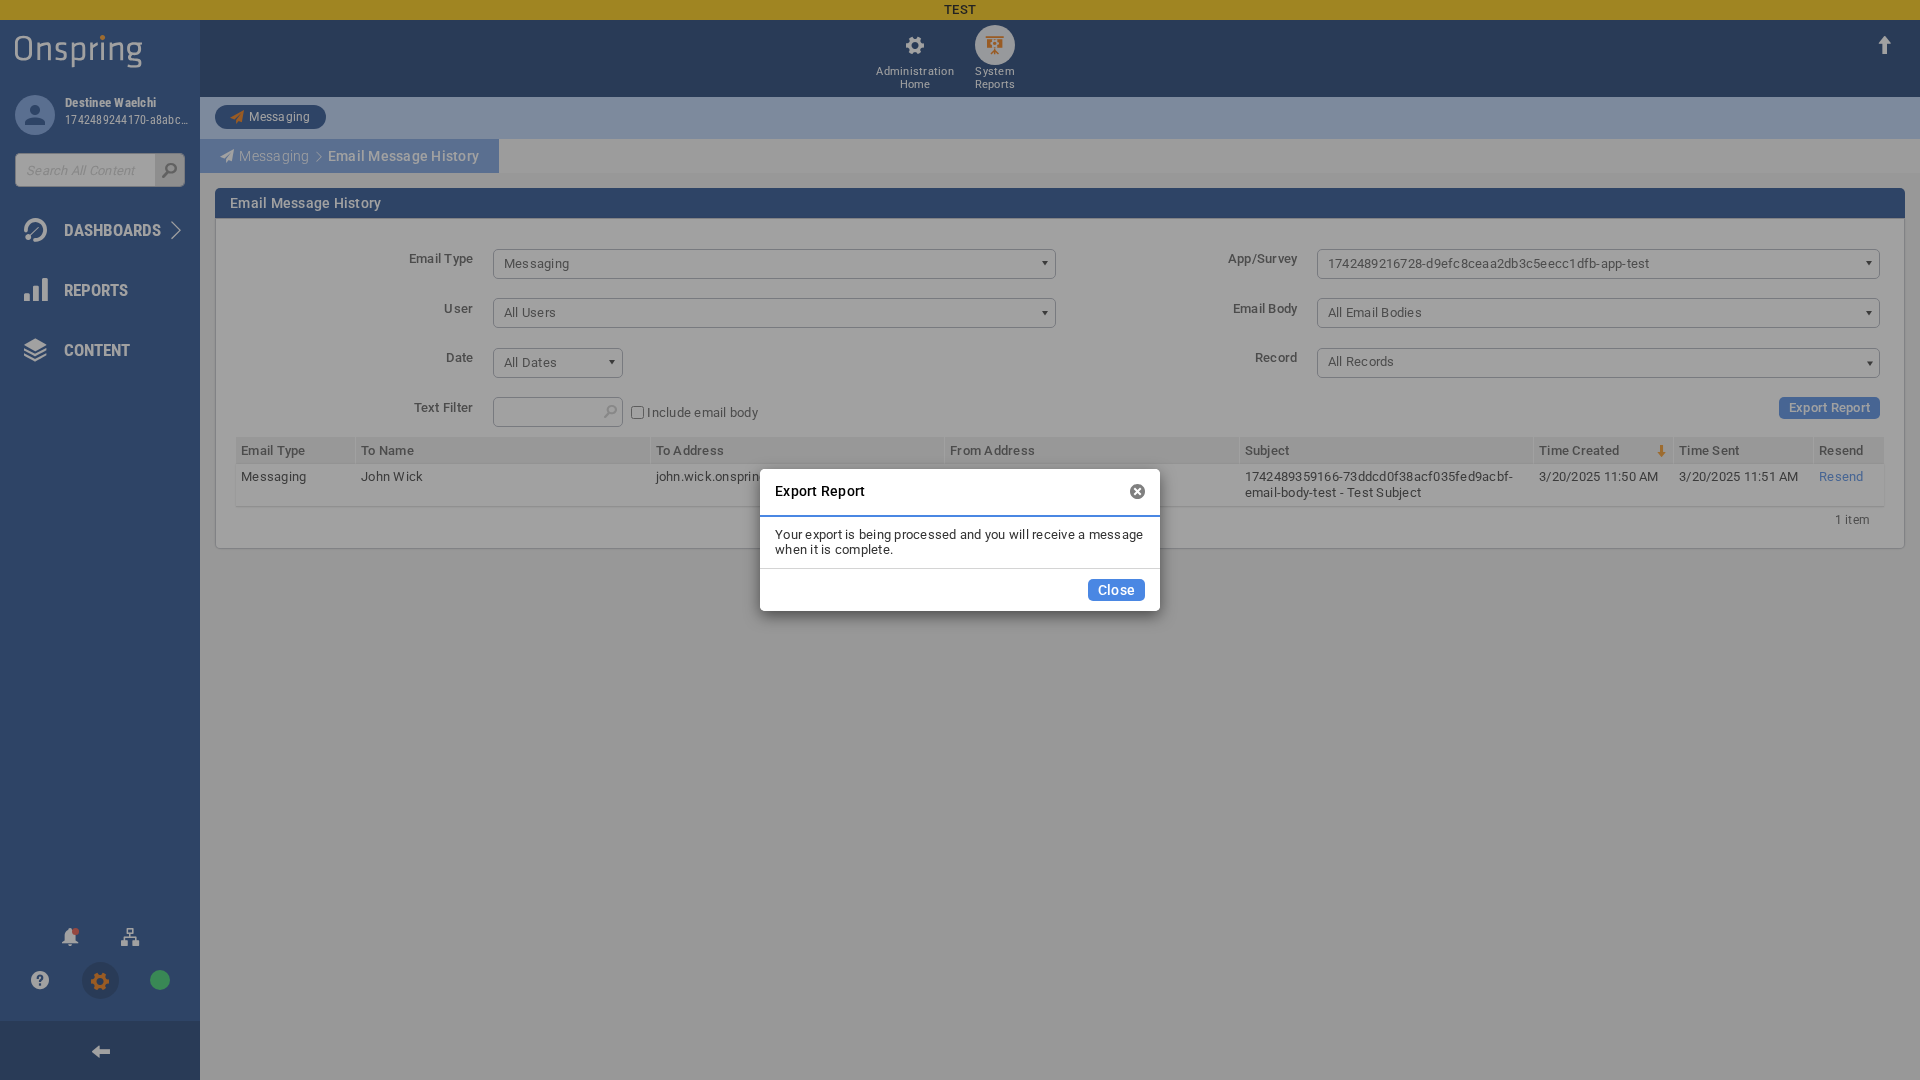 TEST
Onspring
Administration Home
System Reports
Destinee Waelchi
1742489244170-a8abc...
Messaging
Messaging
Email Message History
Search All Content
DASHBOARDS
REPORTS
CONTENT
Email Message History
Email Type
Messaging
App/Survey
1742489216728-d9efc8ceaa2db3c5eecc1dfb-app-test
User
All Users
Email Body
All Email Bodies
Date
All Dates
Record
All Records
Text Filter
Include email body
Export Report
Email Type
To Name
To Address
From Address
Subject
Time Created
Time Sent
Resend
Messaging
John Wick
john.wick.onspring
1742489359166-73ddcd0f38acf035fed9acbf-
email-body-test - Test Subject
3/20/2025 11:50 AM
3/20/2025 11:51 AM
Resend
1 item
Export Report
Your export is being processed and you will receive a message
when it is complete.
Close